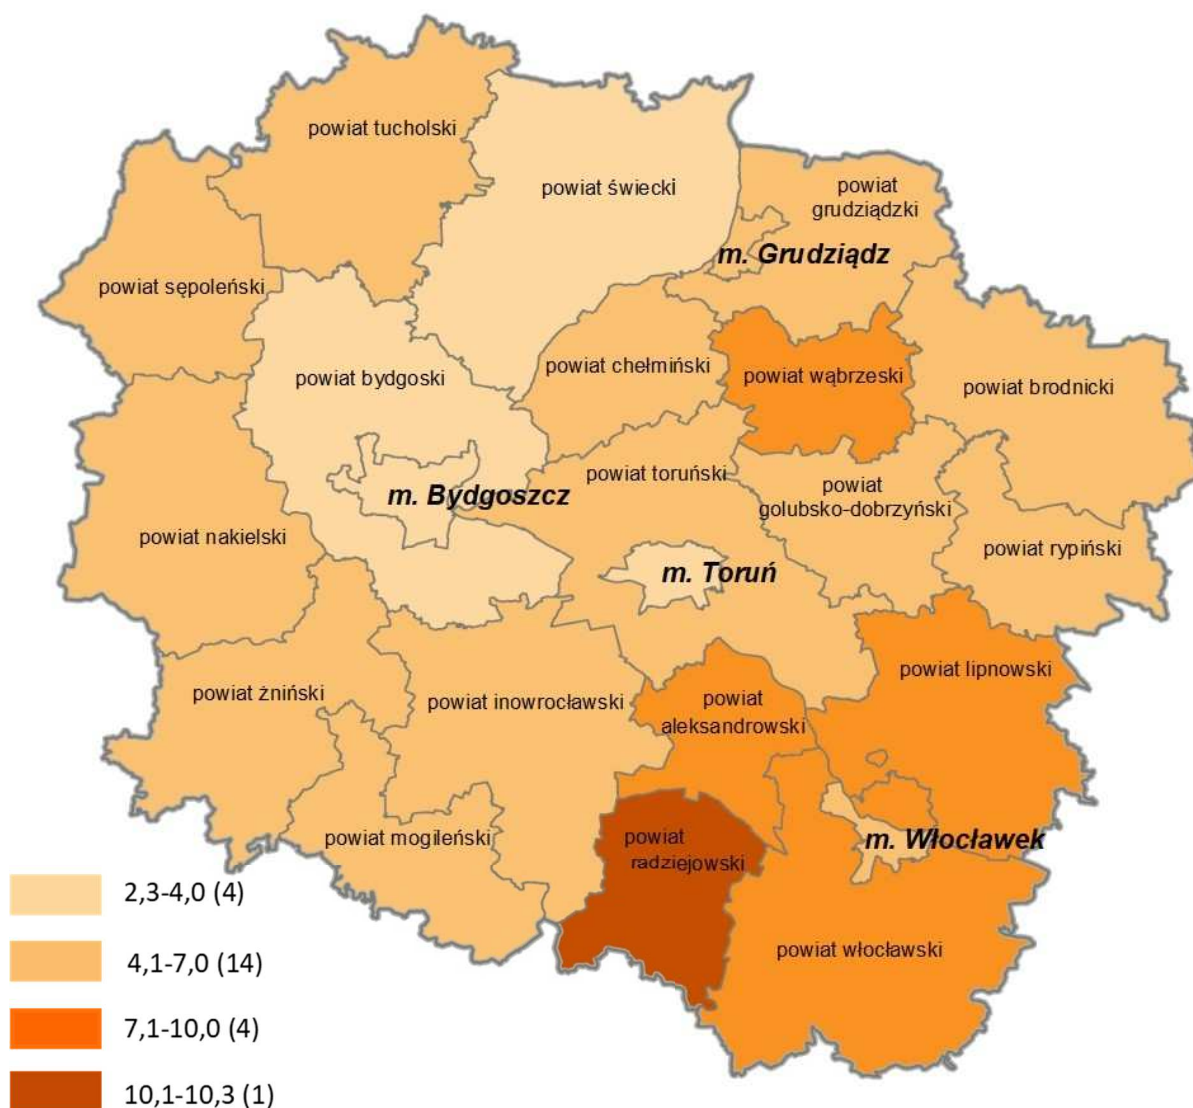 powiat tucholski
powiat świecki
powiat
grudziądzki
m. Grudziądz
powiat sępoleński
powiat bydgoski
powiat chełmiński
powiat wąbrzeski
powiat brodnicki
powiat toruński
powiat
golubsko-dobrzyński
m. Bydgoszcz
powiat nakielski
powiat rypiński
m. Toruń
powiat żniński
powiat inowrocławski
powiat
aleksandrowski
powiat lipnowski
powiat mogileński
powiat
radziejowski
m. Włocławek
powiat włocławski
2,3-4,0 (4)
4,1-7,0 (14)
7,1-10,0 (4)
10,1-10,3 (1)